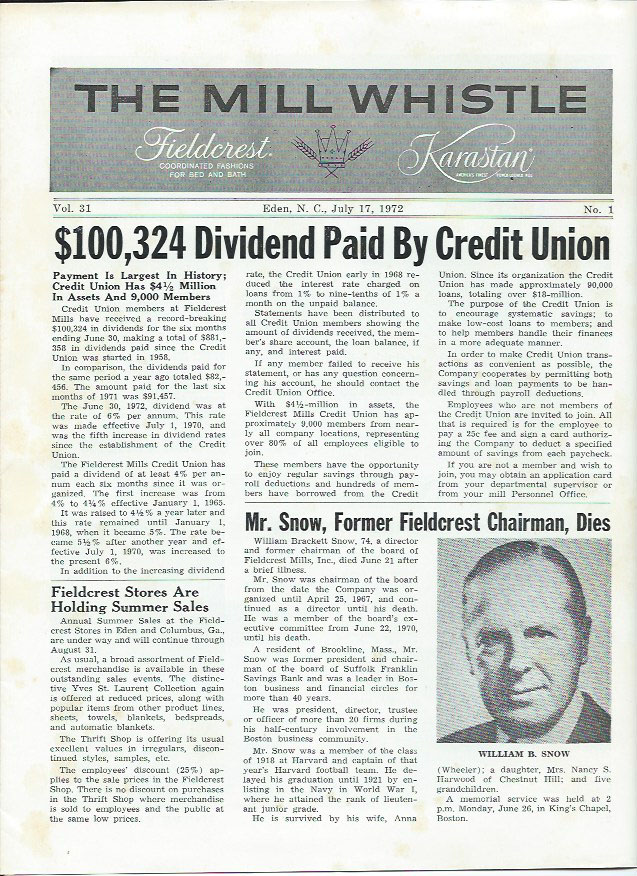 THE MILL WHISTLE
Fieldcrest.
COORDINATED FASHIONS
FOR BED AND BATH
Karastan
Vol. 31
Eden, N. C., July 17, 1972
No. 1
$100,324 Dividend Paid By Credit Union
Payment Is Largest In History;
Credit Union Has $4½ Million
In Assets And 9,000 Members
Credit Union members at Fieldcrest
Mills have received a record-breaking
$100,324 in dividends for the six months
ending June 30, making a total of $881,-
358 in dividends paid since the Credit
Union was started in 1958.
In comparison, the dividends paid for
the same period a year ago totaled $82,-
456. The amount paid for the last six
months of 1971 was $91,457.
The June 30, 1972, dividend was at
the rate of 6% per annum. This rate
was made effective July 1, 1970, and
was the fifth increase in dividend rates
since the establishment of the Credit
Union.
The Fieldcrest Mills Credit Union has
paid a dividend of at least 4% per an-
num each six months since it was or-
ganized. The first increase was from
4% to 4¼% effective January 1, 1965.
It was raised to 4½% a year later and
this rate remained until January 1,
1968, when it became 5%. The rate be-
came 5½% after another year and ef-
fective July 1, 1970, was increased to
the present 6%.
In addition to the increasing dividend
rate, the Credit Union early in 1968 re-
duced the interest rate charged on
loans from 1% to nine-tenths of 1% a
month on the unpaid balance.
Statements have been distributed to
all Credit Union members showing the
amount of dividends received, the mem-
ber's share account, the loan balance, if
any, and interest paid.
If any member failed to receive his
statement, or has any question concern-
ing his account, he should contact the
Credit Union Office.
With $4½-million in assets, the
Fieldcrest Mills Credit Union has ap-
proximately 9,000 members from near-
ly all company locations, representing
over 80% of all employees eligible to
join.
These members have the opportunity
to enjoy regular savings through pay-
roll deductions and hundreds of mem-
bers have borrowed from the Credit
Union. Since its organization the Credit
Union has made approximately 90,000
loans, totaling over $18-million.
The purpose of the Credit Union is
to encourage systematic savings; to
make low-cost loans to members; and
to help members handle their finances
in a more adequate manner.
In order to make Credit Union trans-
actions as convenient as possible, the
Company cooperates by permitting both
savings and loan payments to be han-
dled through payroll deductions.
Employees who are not members of
the Credit Union are invited to join. All
that is required is for the employee to
pay a 25c fee and sign a card authoriz-
ing the Company to deduct a specified
amount of savings from each paycheck.
If you are not a member and wish to
join, you may obtain an application card
from your departmental supervisor or
from your mill Personnel Office.
Fieldcrest Stores Are
Holding Summer Sales
Annual Summer Sales at the Field-
crest Stores in Eden and Columbus, Ga.,
are under way and will continue through
August 31.
As usual, a broad assortment of Field-
crest merchandise is available in these
outstanding sales events. The distinc-
tive Yves St. Laurent Collection again
is offered at reduced prices, along with
popular items from other product lines,
sheets, towels, blankets, bedspreads,
and automatic blankets.
The Thrift Shop is offering its usual
excellent values in irregulars, discon-
tinued styles, samples, etc.
The employees' discount (25%) ap-
plies to the sale prices in the Fieldcrest
Shop. There is no discount on purchases
in the Thrift Shop where merchandise
is sold to employees and the public at
the same low prices.
Mr. Snow, Former Fieldcrest Chairman, Dies
William Brackett Snow, 74, a director
and former chairman of the board of
Fieldcrest Mills, Inc., died June 21 after
a brief illness.
Mr. Snow was chairman of the board
from the date the Company was or-
ganized until April 25, 1967, and con-
tinued as a director until his death.
He was a member of the board's ex-
ecutive committee from June 22, 1970,
until his death.
A resident of Brookline, Mass., Mr.
Snow was former president and chair-
man of the board of Suffolk Franklin
Savings Bank and was a leader in Bos-
ton business and financial circles for
more than 40 years.
He was president, director, trustee
or officer of more than 20 firms during
his half-century involvement in the
Boston business community.
Mr. Snow was a member of the class
of 1918 at Harvard and captain of that
year's Harvard football team. He de-
layed his graduation until 1921 by en-
listing in the Navy in World War I,
where he attained the rank of lieuten-
ant junior grade.
He is survived by his wife, Anna
WILLIAM B. SNOW
(Wheeler); a daughter, Mrs. Nancy S.
Harwood of Chestnut Hill; and five
grandchildren.
A memorial service was held at 2
p.m. Monday, June 26, in King's Chapel,
Boston.